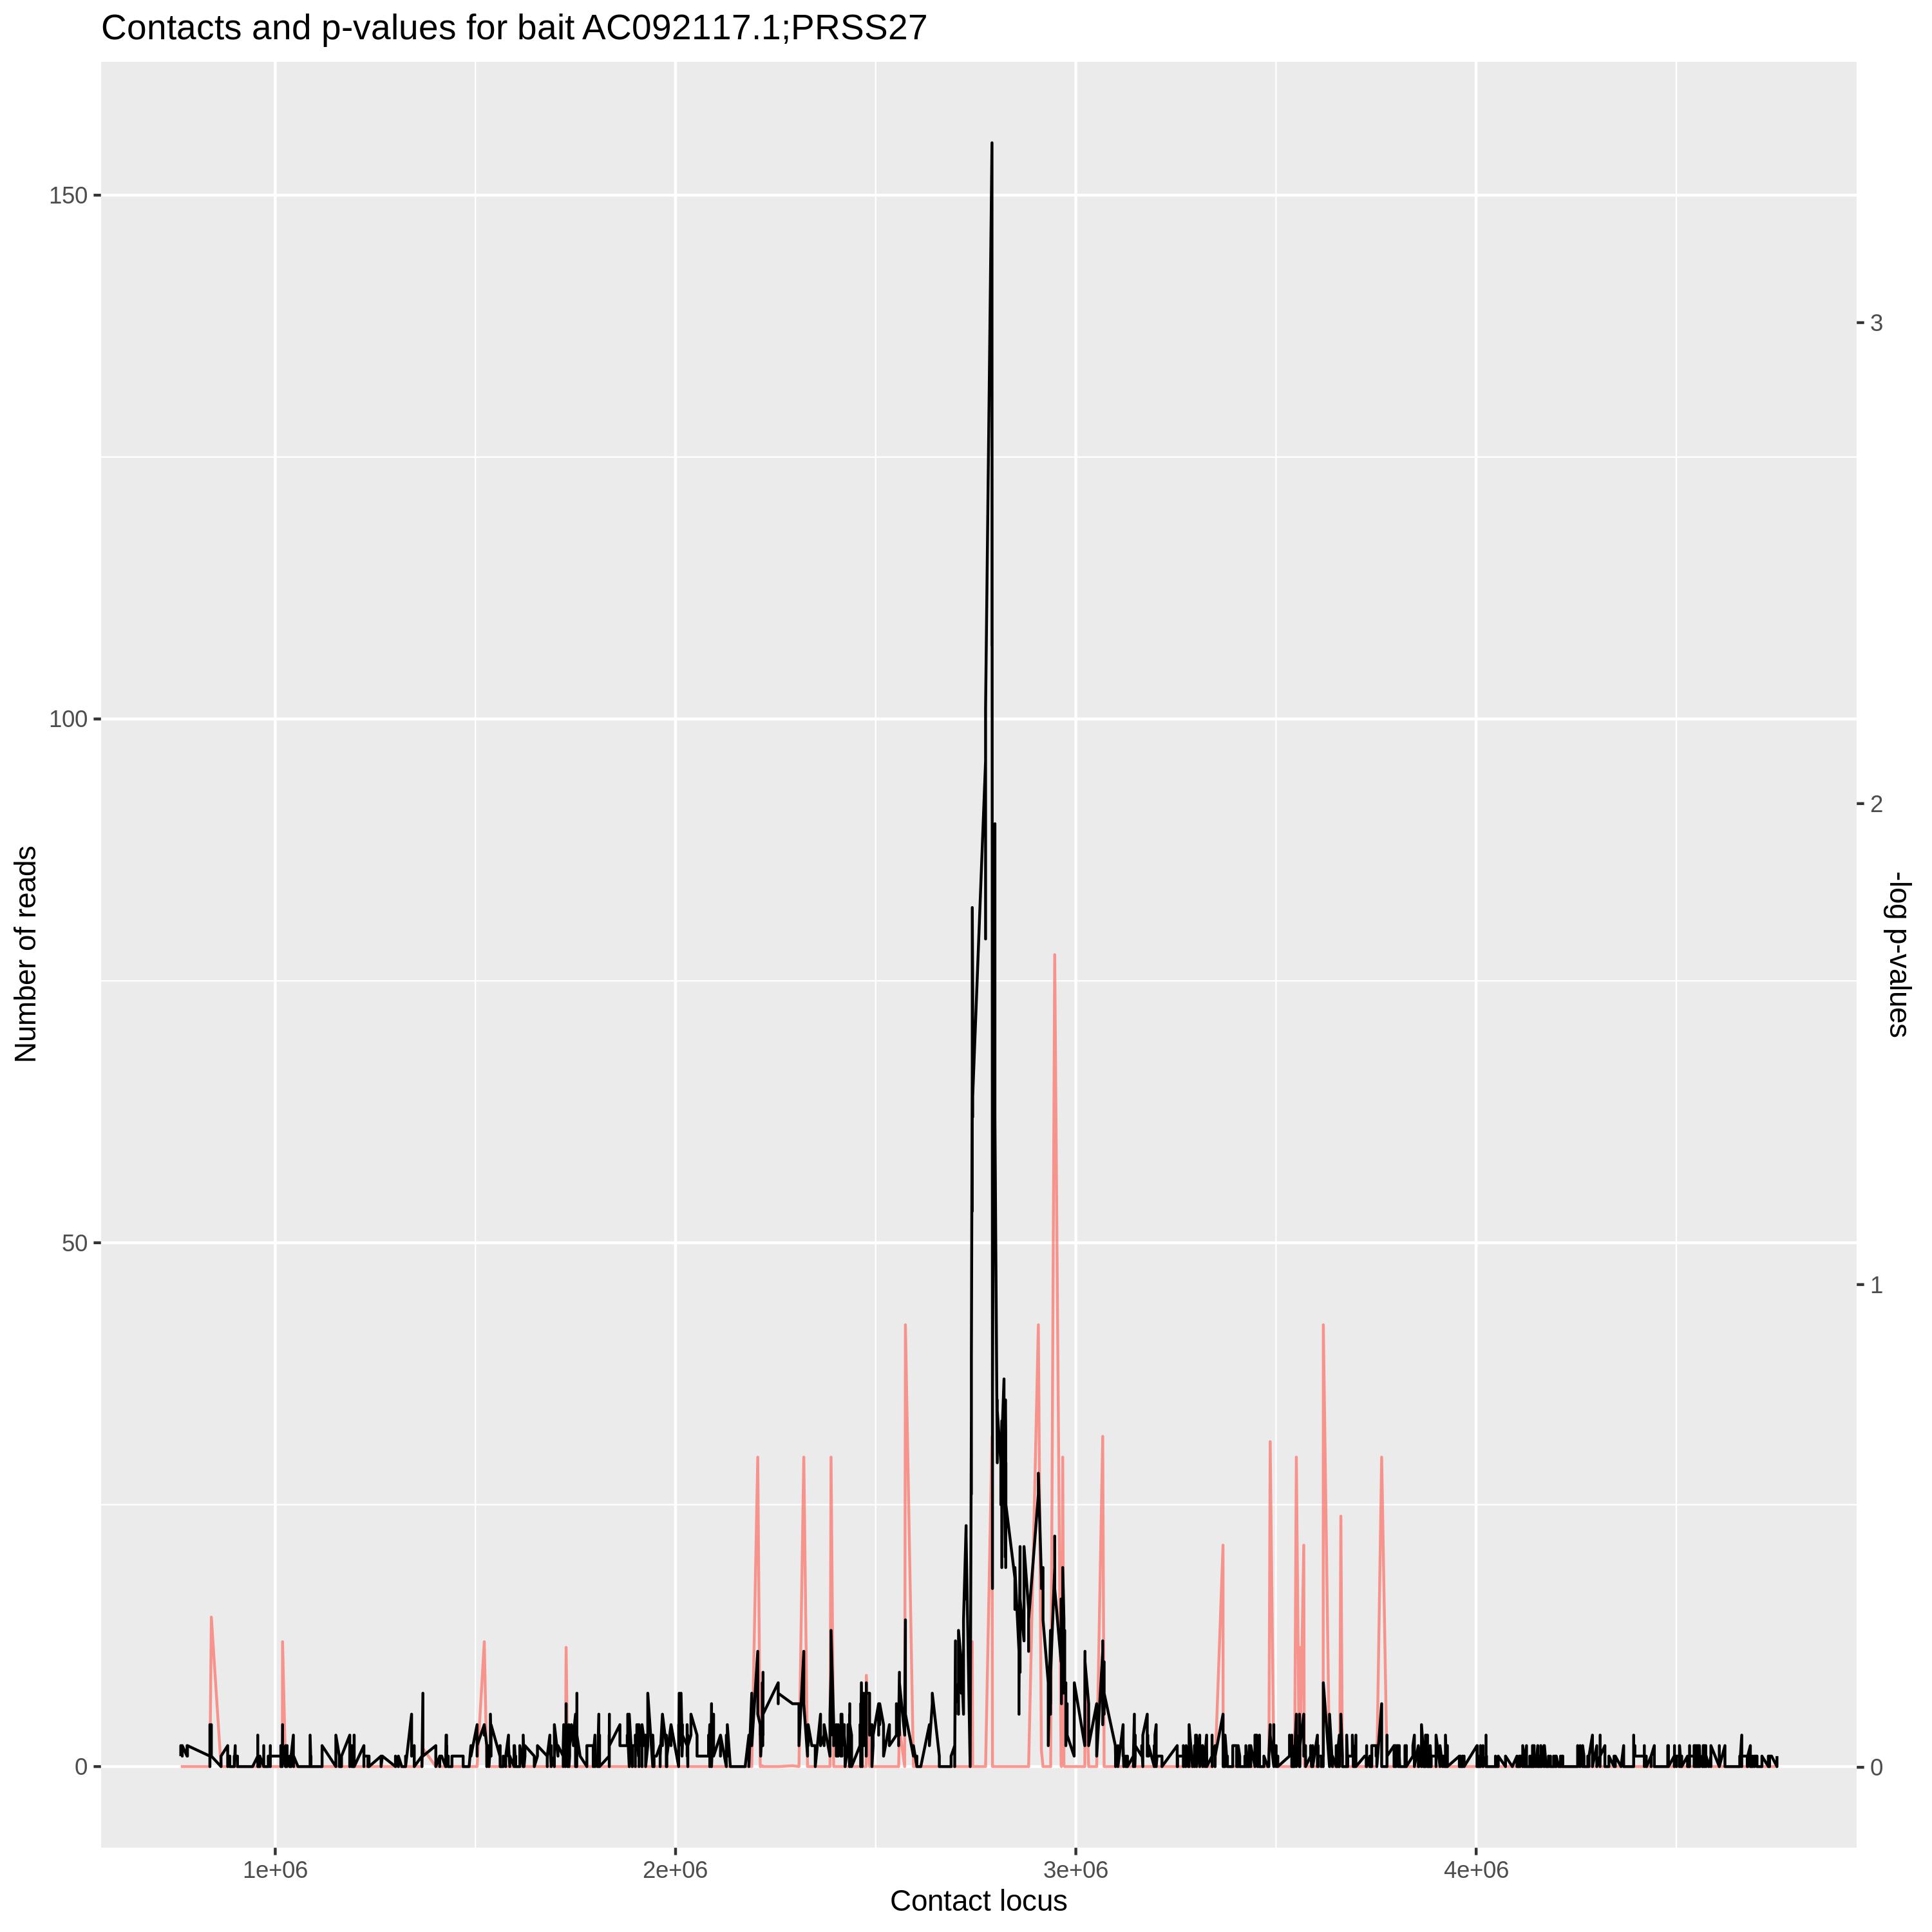 Contacts and p-values for bait AC092117.1;PRSS27
Number of reads
150
100
50
0
3
2
1
0
-log p-values
1e+06
2e+06
3e+06
4e+06
Contact locus